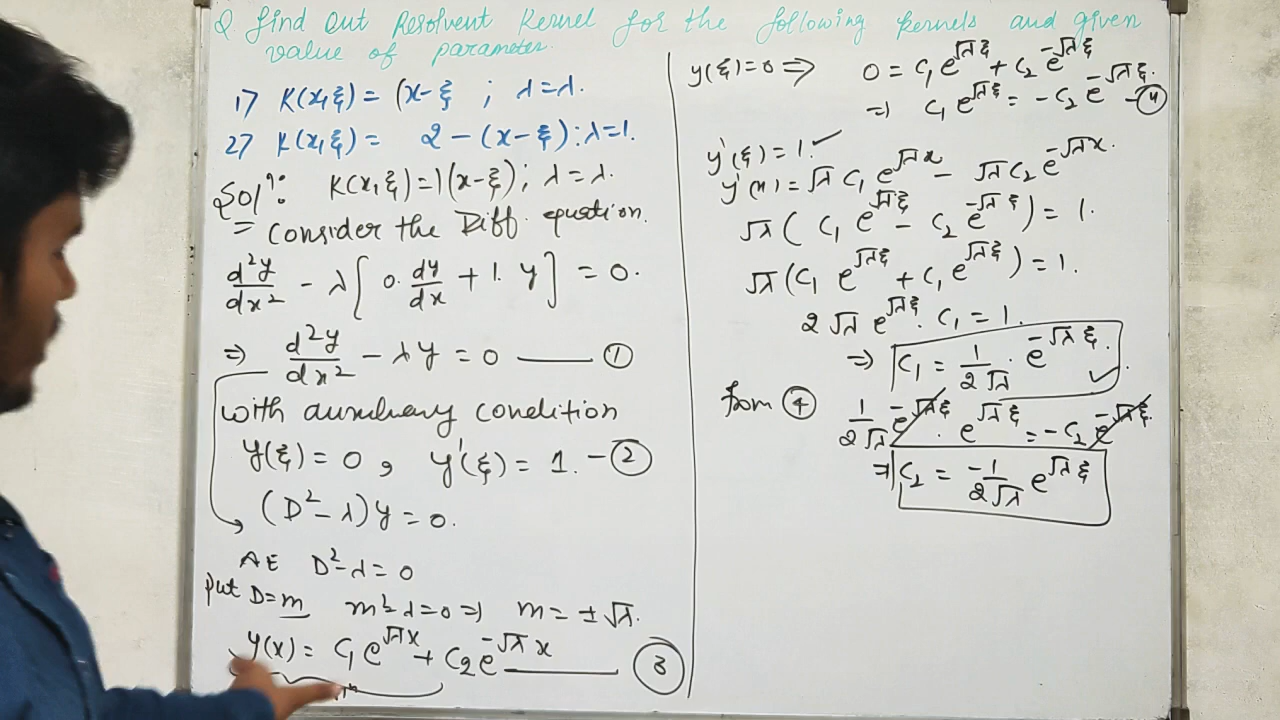 Q find out Resolvent Kernel for the following kernels and given
value of parameter.
1) K(x,ξ) = (x-ξ ; λ=λ.
2) K(x,ξ) = 2 - (x-ξ): λ=1.
Solⁿ: K(x,ξ)=1(x-ξ); λ=λ.
= Consider the Diff. equation.
d²y/dx² - λ[0. dy/dx + 1. y] = 0.
⇒ d²y/dx² - λy = 0 —— ①
with auxiliary condition
y(ξ) = 0, y'(ξ) = 1. - ②
(D² - λ)y = 0.
AE D²-λ = 0
put D=m m²-λ=0 ⇒ m = ±√λ.
y(x) = C₁e^{√λx} + C₂e^{-√λx} —— ③
y(ξ)=0 ⇒ 0 = C₁e^{√λξ} + C₂e^{-√λξ}
⇒ C₁e^{√λξ} = -C₂e^{-√λξ}. - ④
y'(ξ) = 1. ✓
y'(x) = √λ C₁e^{√λx} - √λ C₂e^{-√λx}.
√λ( C₁e^{√λξ} - C₂e^{-√λξ}) = 1.
√λ(C₁ e^{√λξ} + C₁e^{√λξ}) = 1.
2√λ e^{√λξ}. C₁ = 1.
⇒ C₁ = 1/2√λ . e^{-√λξ}. ✓
from ④ 1/2√λ e^{-√λξ} . e^{√λξ} = -C₂ e^{-√λξ}.
⇒ C₂ = -1/2√λ e^{√λξ}